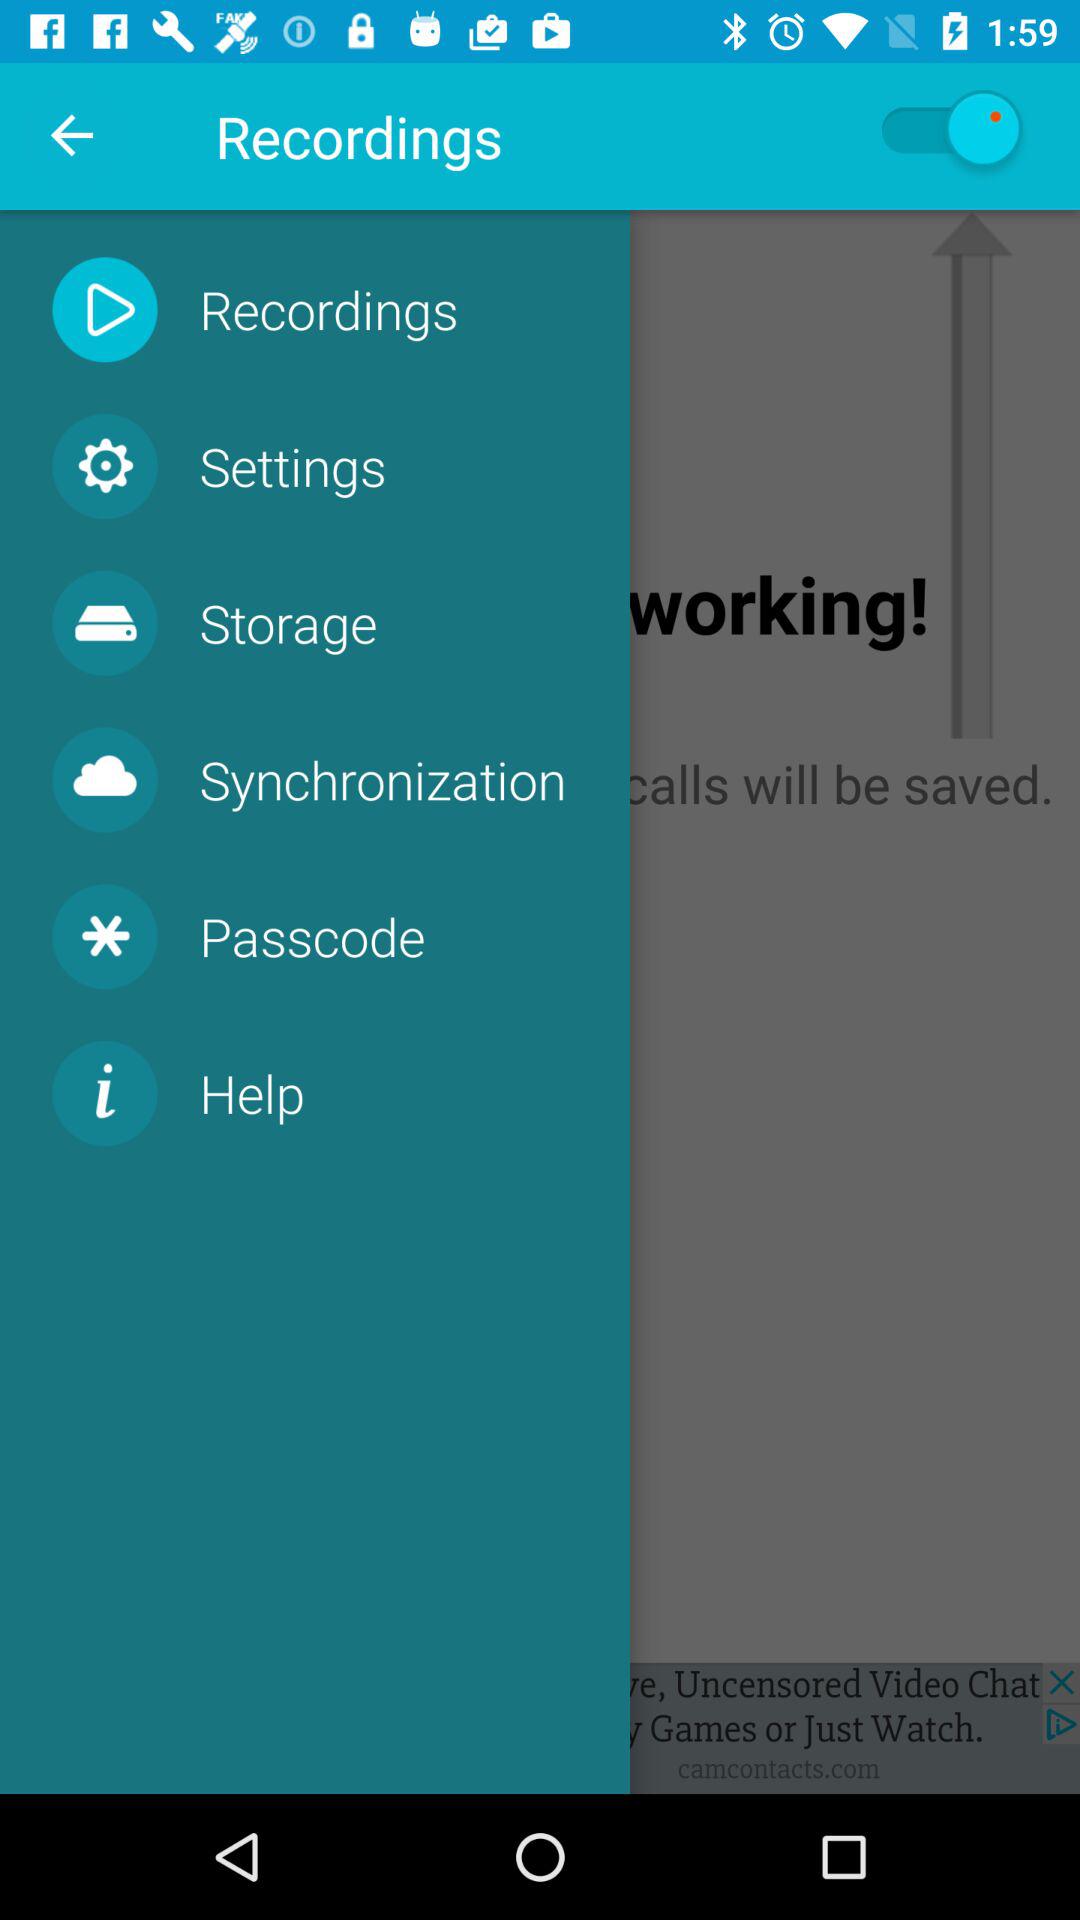 FAKE
1:59
Recordings
Recordings
Settings
working!
Storage
Synchronization
calls will be saved.
Passcode
Help
Uncensored Video Chat
Games or Just Watch.
camcontacts.com